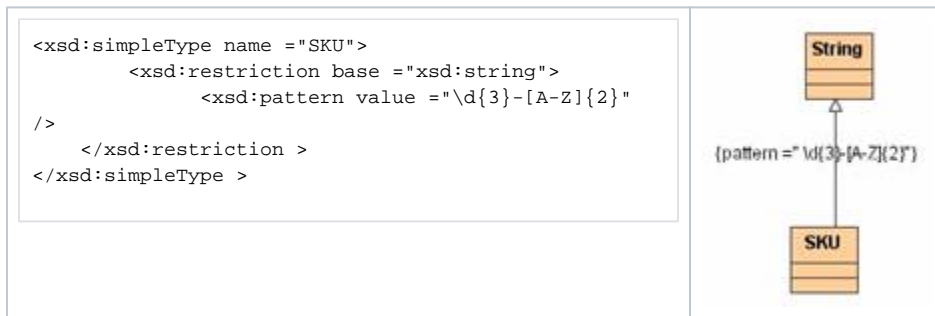 <xsd:simpleType name ="SKU">
<xsd:restriction base ="xsd:string">
<xsd:pattern value ="\d{3}-[A-Z]{2}"
/>
</xsd:restriction >
</xsd:simpleType >
String
{pattern =" \d{3}-[A-Z]{2}"}
SKU